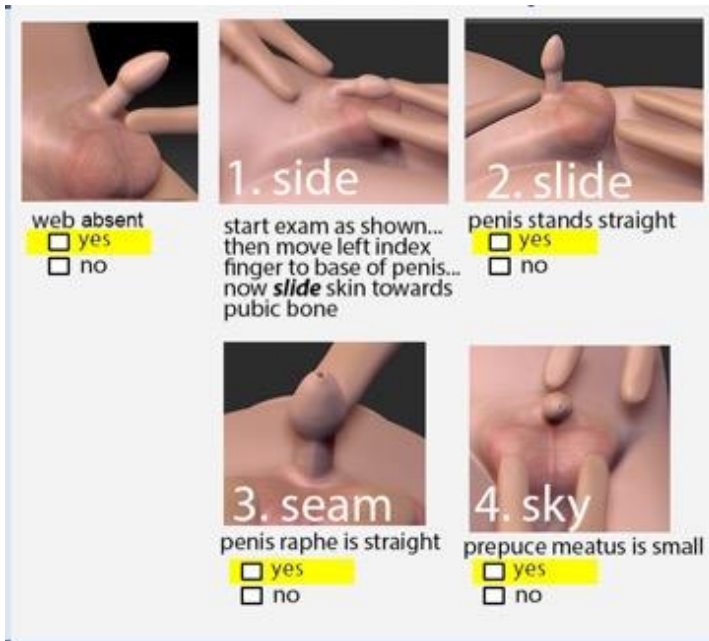 1. side
2. slide
web absent
yes
no
start exam as shown...
then move left index
finger to base of penis...
now slide skin towards
pubic bone
penis stands straight
yes
no
3. seam
4. sky
penis raphe is straight
yes
no
prepuce meatus is small
yes
no